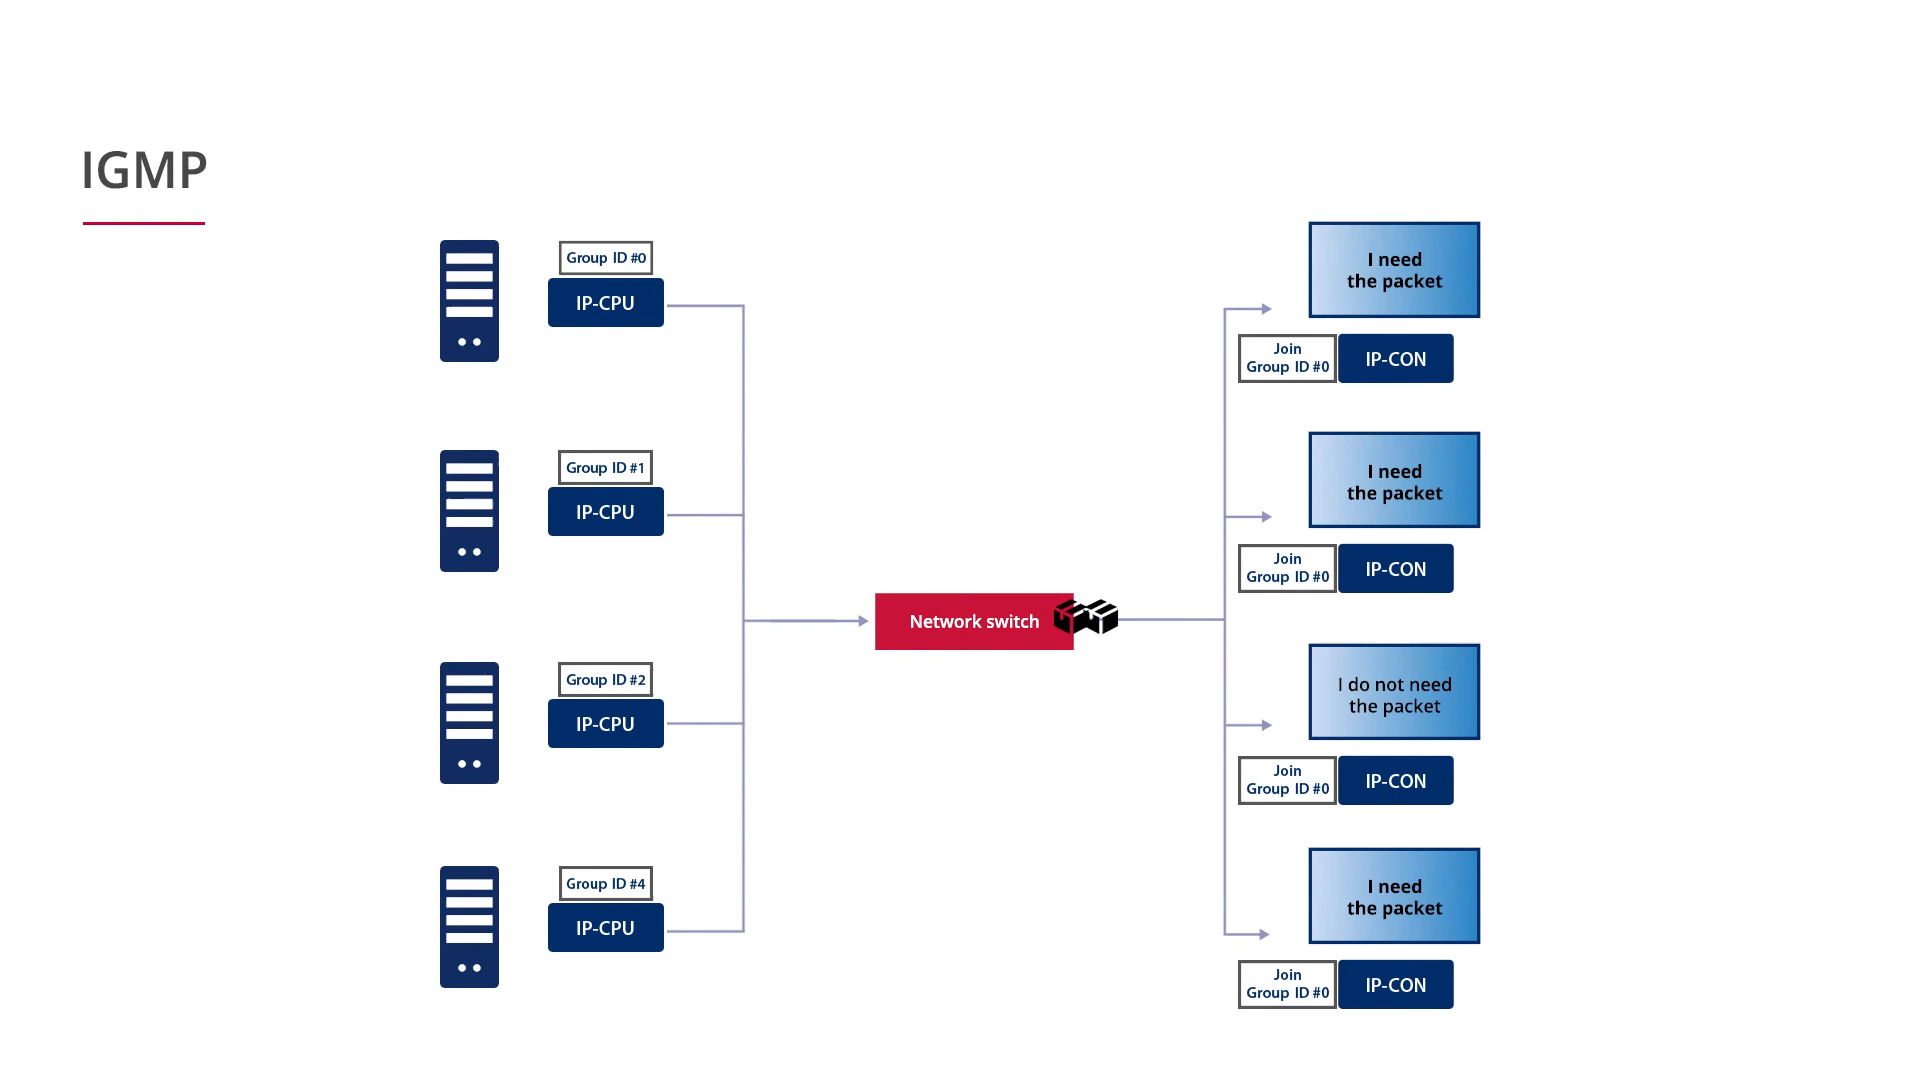 IGMP
Group ID #0
IP-CPU
Group ID #1
IP-CPU
Group ID #2
IP-CPU
Group ID #4
IP-CPU
Network switch
I need
the packet
Join
Group ID #0
IP-CON
I need
the packet
Join
Group ID #0
IP-CON
I do not need
the packet
Join
Group ID #0
IP-CON
I need
the packet
Join
Group ID #0
IP-CON